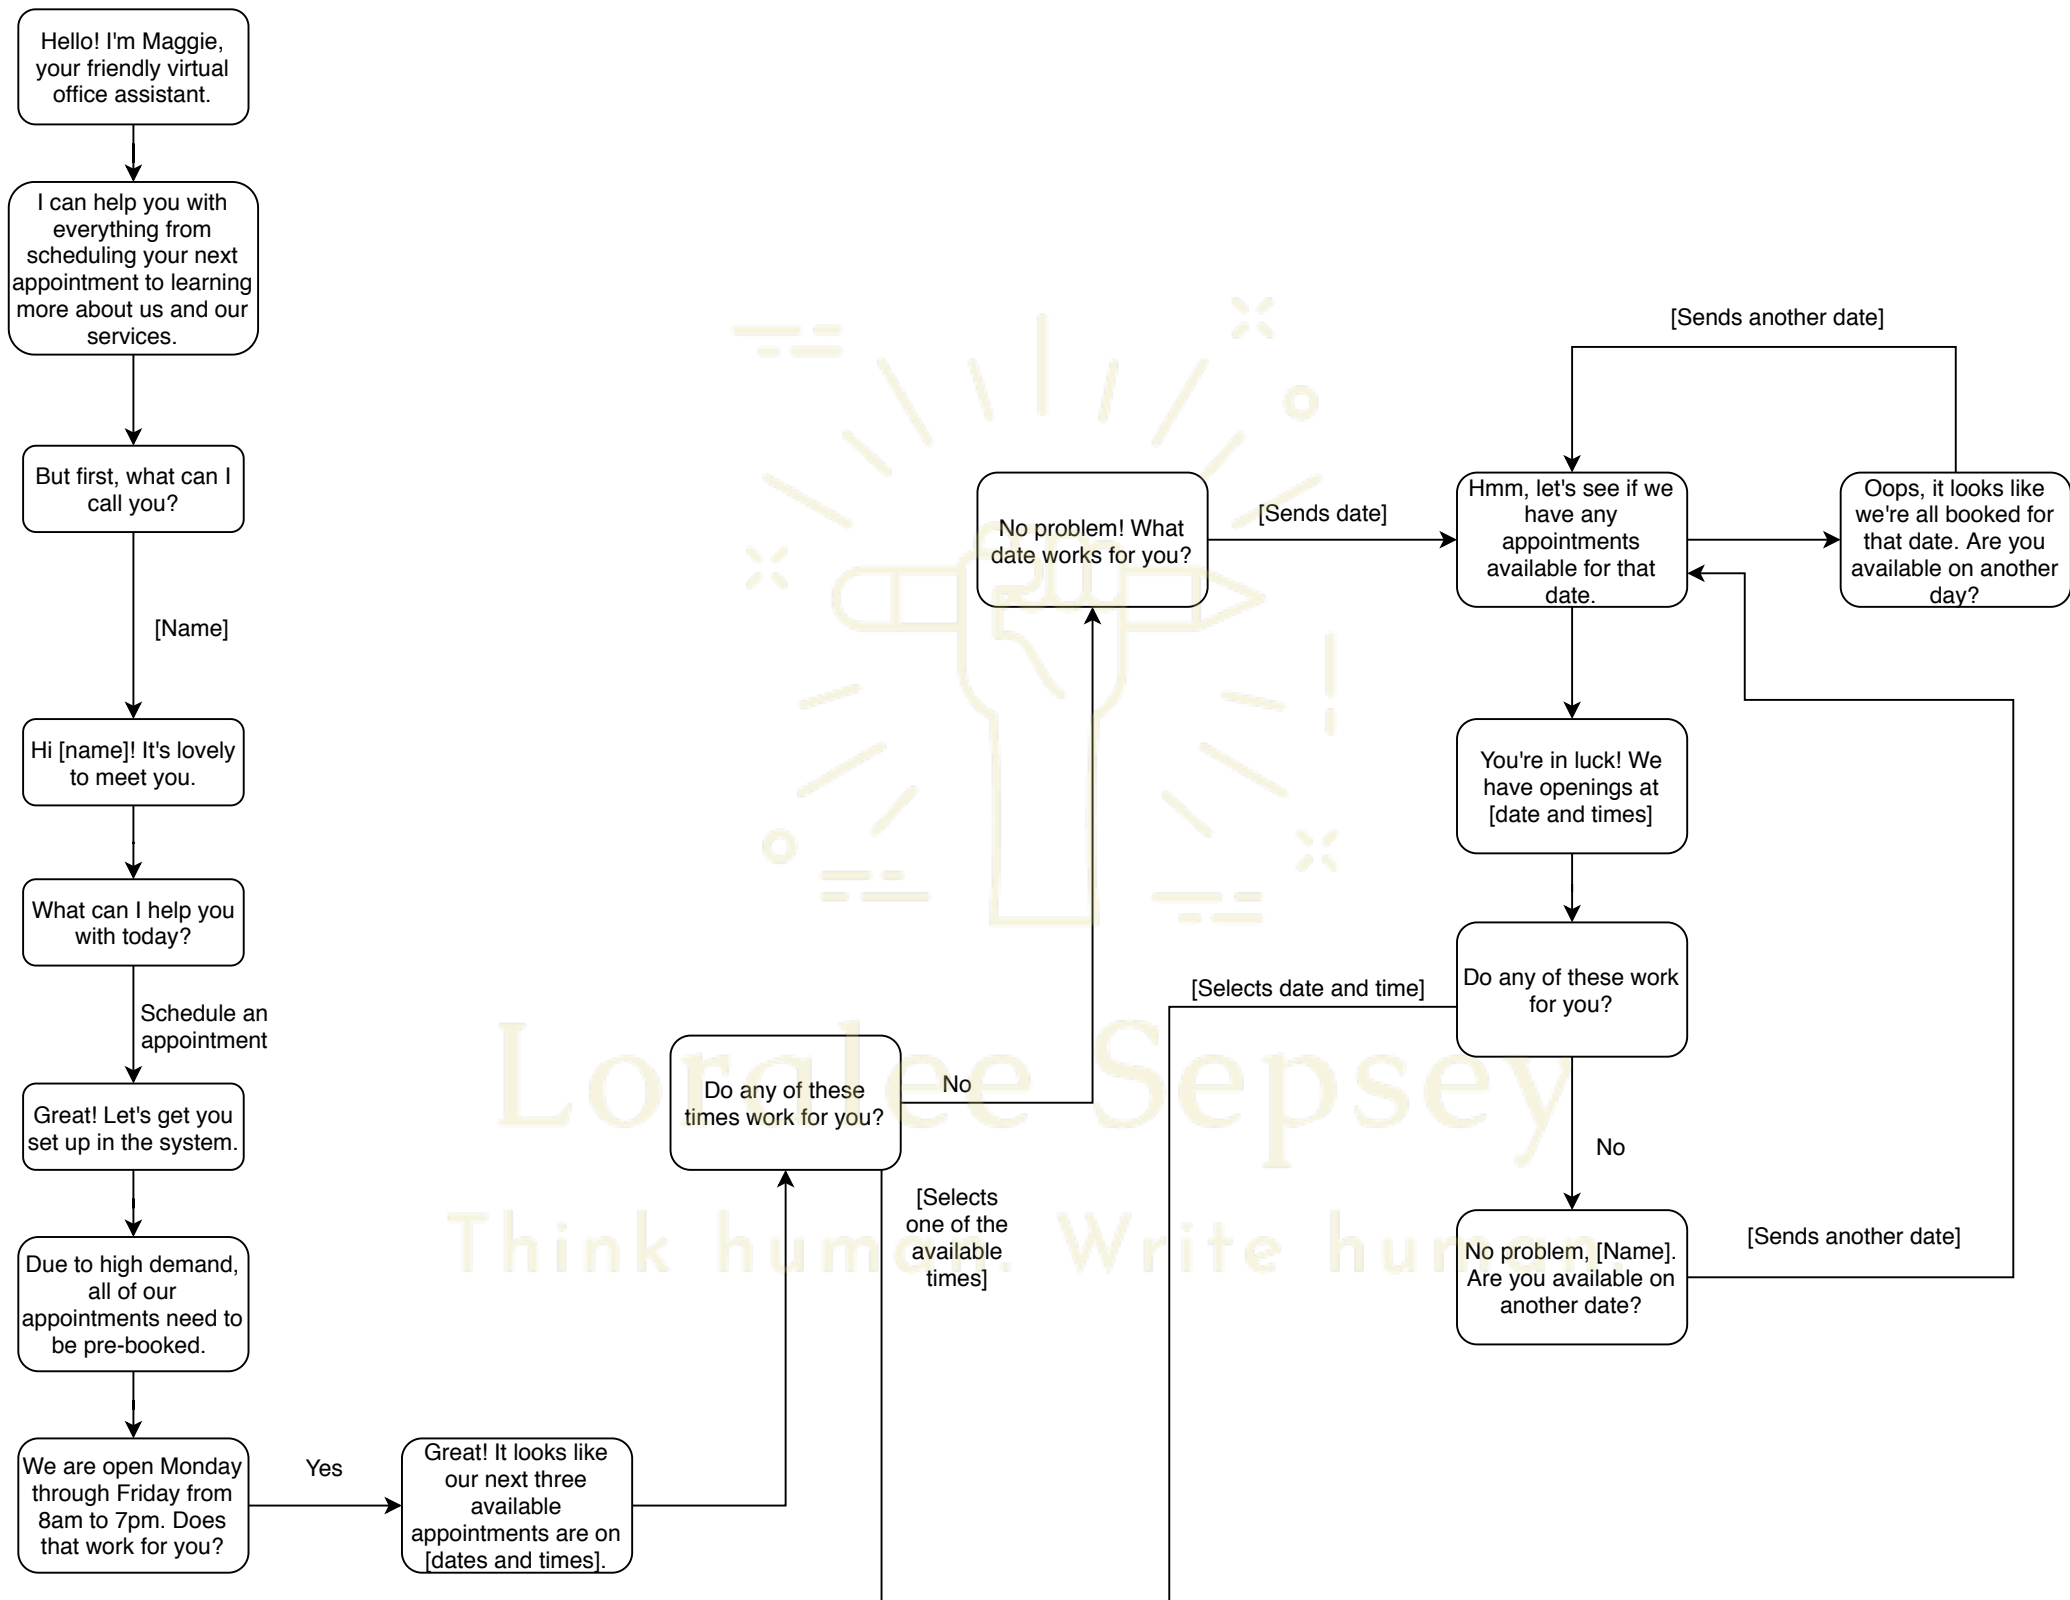 Hello! I'm Maggie,
your friendly virtual
office assistant.
I can help you with
everything from
scheduling your next
appointment to learning
more about us and our
services.
But first, what can I
call you?
[Name]
Hi [name]! It's lovely
to meet you.
What can I help you
with today?
Schedule an
appointment
Great! Let's get you
set up in the system.
Due to high demand,
all of our
appointments need to
be pre-booked.
We are open Monday
through Friday from
8am to 7pm. Does
that work for you?
Yes
Great! It looks like
our next three
available
appointments are on
[dates and times].
Do any of these
times work for you?
No
[Selects
one of the
available
times]
No problem! What
date works for you?
[Sends date]
Hmm, let's see if we
have any
appointments
available for that
date.
[Sends another date]
Oops, it looks like
we're all booked for
that date. Are you
available on another
day?
You're in luck! We
have openings at
[date and times]
Do any of these work
for you?
[Selects date and time]
No
No problem, [Name].
Are you available on
another date?
[Sends another date]
Loralee Sepsey
Think human. Write human.